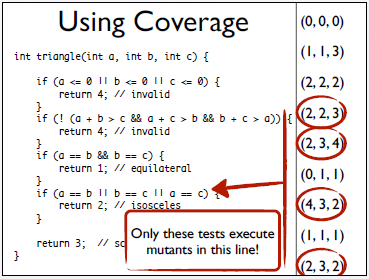 Using Coverage
int triangle(int a, int b, int c) {
if (a <= 0 || b <= 0 || c <= 0) {
return 4; // invalid
}
if (! (a + b > c && a + c > b && b + c > a)) {
return 4; // invalid
}
if (a == b && b == c) {
return 1; // equilateral
}
if (a == b || b == c || a == c) {
return 2; // isosceles
}
return 3; // sc
}
Only these tests execute
mutants in this line!
(0, 0, 0)
(1, 1, 3)
(2, 2, 2)
(2, 2, 3)
(2, 3, 4)
(0, 1, 1)
(4, 3, 2)
(1, 1, 1)
(2, 3, 2)